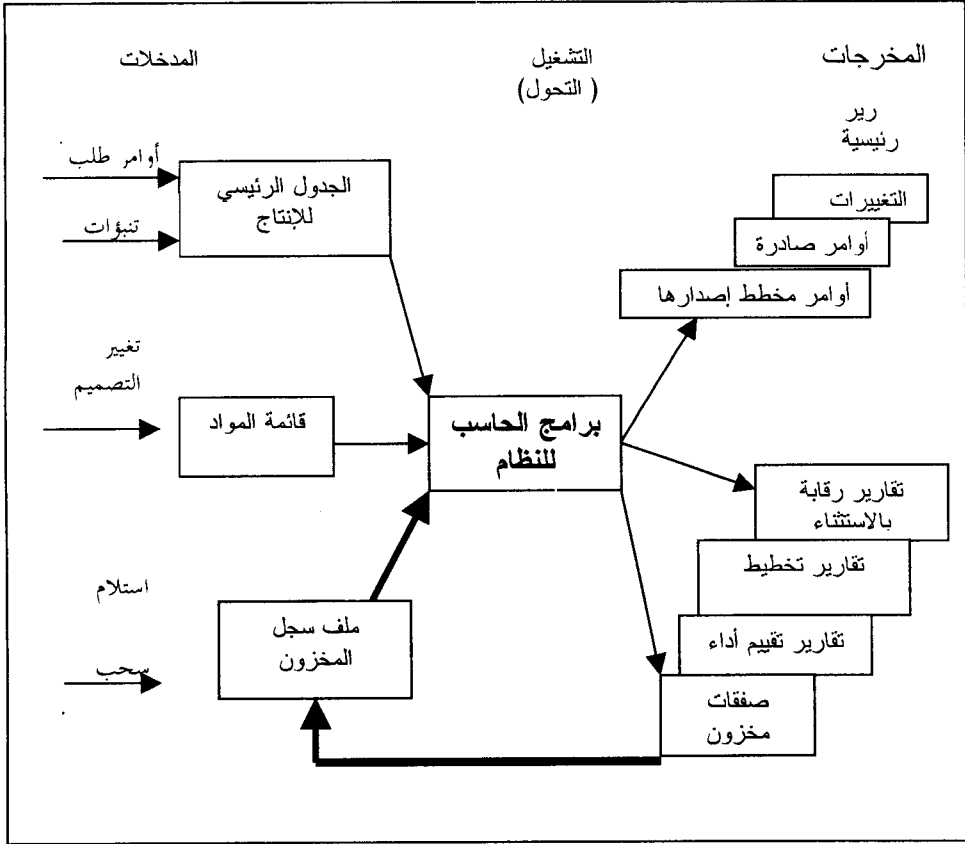 المخرجات
التشغيل
( التحول)
المدخلات
رير
رئيسية
أوامر طلب
تنبؤات
الجدول الرئيسي
للإنتاج
التغييرات
أوامر صادرة
أوامر مخطط إصدارها
تغيير
التصميم
قائمة المواد
برامج الحاسب
للنظام
تقارير رقابة
بالاستثناء
تقارير تخطيط
تقارير تقييم أداء
صفقات
مخزون
استلام
سحب
ملف سجل
المخزون